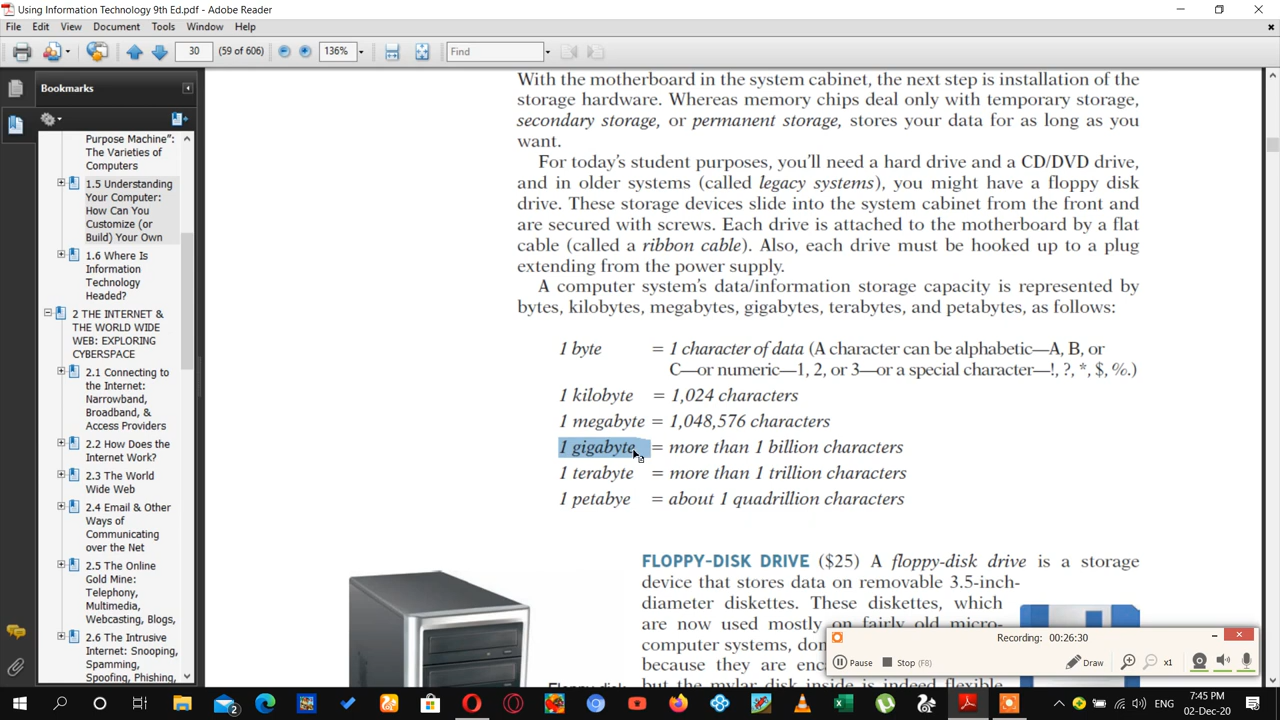 Using Information Technology 9th Ed.pdf - Adobe Reader
File Edit View Document Tools Window Help
30 (59 of 606) 136% Find
Bookmarks
Purpose Machine":
The Varieties of
Computers
1.5 Understanding
Your Computer:
How Can You
Customize (or
Build) Your Own
1.6 Where Is
Information
Technology
Headed?
2 THE INTERNET &
THE WORLD WIDE
WEB: EXPLORING
CYBERSPACE
2.1 Connecting to
the Internet:
Narrowband,
Broadband, &
Access Providers
2.2 How Does the
Internet Work?
2.3 The World
Wide Web
2.4 Email & Other
Ways of
Communicating
over the Net
2.5 The Online
Gold Mine:
Telephony,
Multimedia,
Webcasting, Blogs,
2.6 The Intrusive
Internet: Snooping,
Spamming,
Spoofing, Phishing,
With the motherboard in the system cabinet, the next step is installation of the
storage hardware. Whereas memory chips deal only with temporary storage,
secondary storage, or permanent storage, stores your data for as long as you
want.
For today's student purposes, you'll need a hard drive and a CD/DVD drive,
and in older systems (called legacy systems), you might have a floppy disk
drive. These storage devices slide into the system cabinet from the front and
are secured with screws. Each drive is attached to the motherboard by a flat
cable (called a ribbon cable). Also, each drive must be hooked up to a plug
extending from the power supply.
A computer system's data/information storage capacity is represented by
bytes, kilobytes, megabytes, gigabytes, terabytes, and petabytes, as follows:
1 byte = 1 character of data (A character can be alphabetic—A, B, or
C—or numeric—1, 2, or 3—or a special character—!, ?, *, $, %.)
1 kilobyte = 1,024 characters
1 megabyte = 1,048,576 characters
1 gigabyte = more than 1 billion characters
1 terabyte = more than 1 trillion characters
1 petabye = about 1 quadrillion characters
FLOPPY-DISK DRIVE ($25) A floppy-disk drive is a storage
device that stores data on removable 3.5-inch-
diameter diskettes. These diskettes, which
are now used mostly on fairly old micro-
computer systems, don
because they are enc
but the mylar disk inside is indeed flexible
Floppy disk
Recording: 00:26:30
Pause Stop (F8) Draw x1
2
ENG
7:45 PM
02-Dec-20